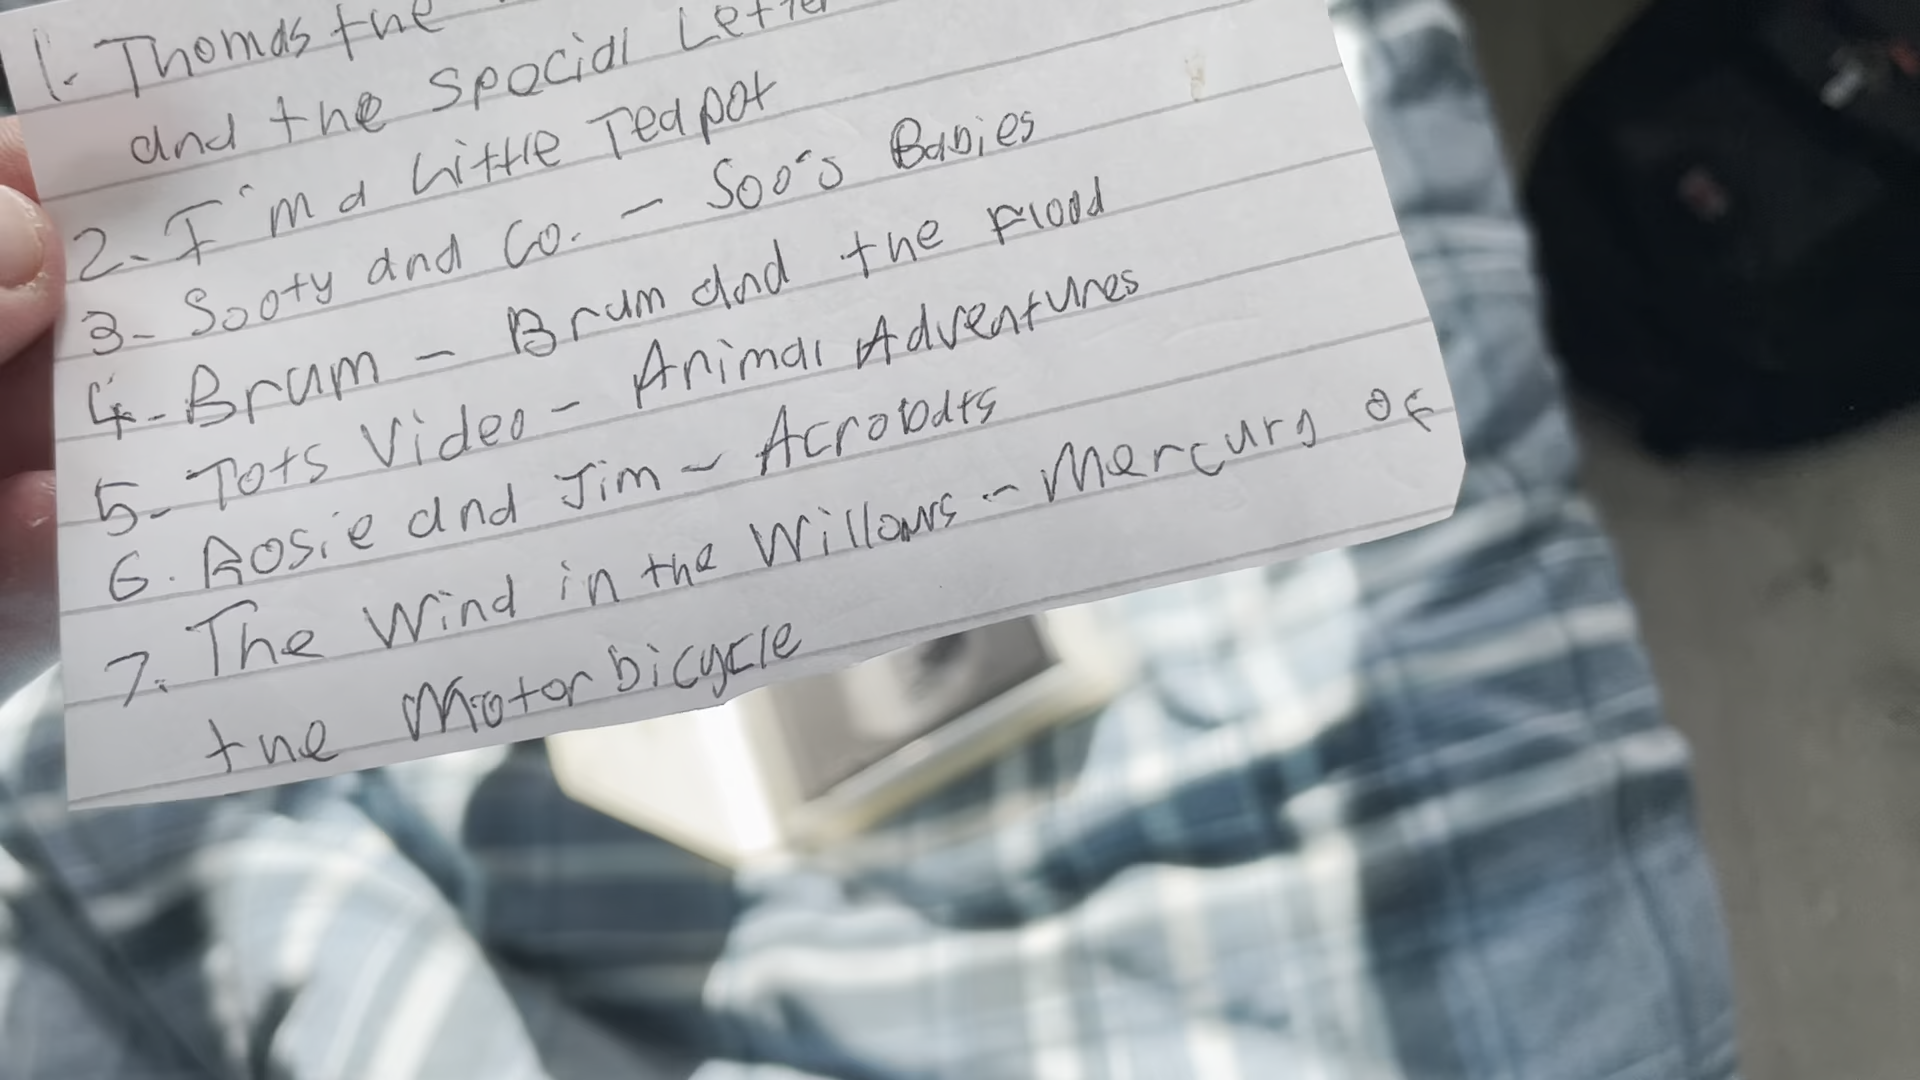 1. Thomas the
and the Special Letter
2. I'm a Little Teapot
3. Sooty and Co. - Soo's Babies
4. Brum - Brum and the Flood
5. Tots Video - Animal Adventures
6. Rosie and Jim - Acrobats
7. The Wind in the Willows - Mercury of
the Motorbicycle